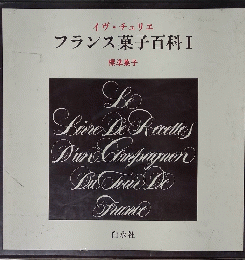 イヴ・チュリエ
フランス菓子百科 I
Le
Livre De Recettes
D'un Compagnon
Du Tour De
France
白水社